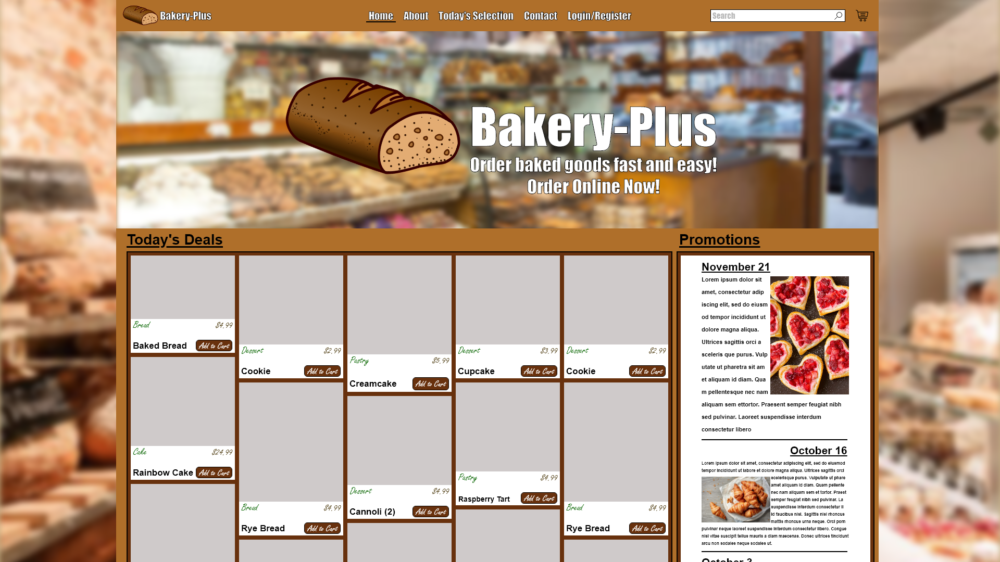 Bakery-Plus
Home
About
Today's Selection
Contact
Login/Register
Search
Bakery-Plus
Order baked goods fast and easy!
Order Online Now!
Today's Deals
Bread
$4.99
Baked Bread
Add to Cart
Cake
$24.99
Rainbow Cake
Add to Cart
Dessert
$2.99
Cookie
Add to Cart
Bread
$4.99
Rye Bread
Add to Cart
Pastry
$5.99
Creamcake
Add to Cart
Dessert
$4.99
Cannoli (2)
Add to Cart
Dessert
$3.99
Cupcake
Add to Cart
Pastry
$4.99
Raspberry Tart
Add to Cart
Dessert
$2.99
Cookie
Add to Cart
Bread
$4.99
Rye Bread
Add to Cart
Promotions
November 21
Lorem ipsum dolor sit
amet, consectetur adip
iscing elit, sed do eiusm
od tempor incididunt ut
dolore magna aliqua.
Ultrices sagittis orci a
sceleris que purus. Vulp
utate ut pharetra sit am
et aliquam id diam. Qua
m pellentesque nec nam
aliquam sem ettortor. Praesent semper feugiat nibh
sed pulvinar. Laoreet suspendisse interdum
consectetur libero
October 16
Lorem ipsum dolor sit amet, consectetur adipiscing elit, sed do eiusmod
tempor incididunt ut labore et dolore magna aliqua. Ultrices sagittis orci
scelerisque purus. Vulputate ut phare
amet aliquam id diam. Quam pellente
nec nam aliquam sem et tortor. Praest
semper feugiat nibh sed pulvinar. La
suspendisse interdum consectetur li
id faucibus nisl. Sagittis nisl rhoncus
mattis rhoncus urna neque. Orci porn
pulvinar neque laoreet suspendisse interdum consectetur libero. Congue
nisi vitae suscipit tellus mauris a diam maecenas. Donec ultrices tincidunt
arcu non sodales neque sodales ut.
October 3